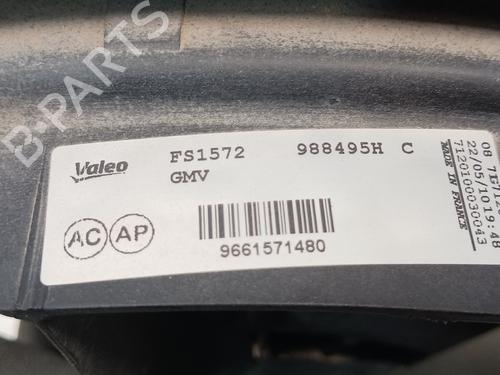 B-PARTS
Valeo
FS1572 988495H C
GMV
AC AP
9661571480
MADE IN FRANCE
7120100030043
22/05/10 19:48